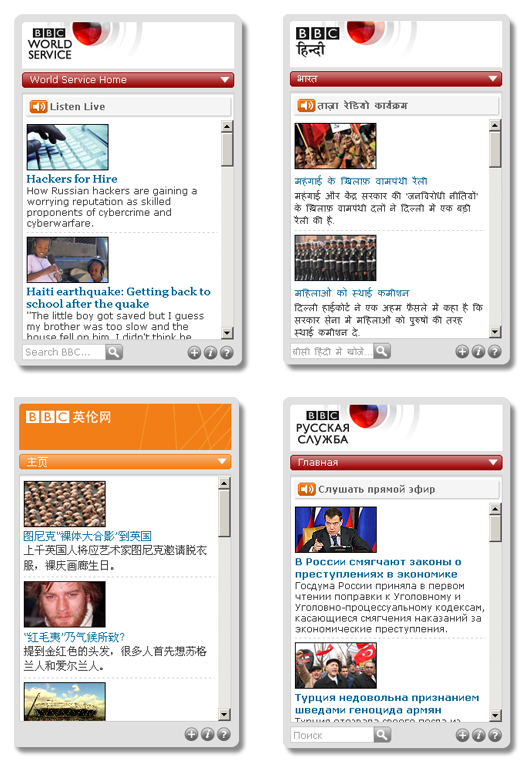 BBC
WORLD
SERVICE
World Service Home
Listen Live
Hackers for Hire
How Russian hackers are gaining a
worrying reputation as skilled
proponents of cybercrime and
cyberwarfare.
Haiti earthquake: Getting back to
school after the quake
"The little boy got saved but I guess
my brother was too slow and the
house fell on him. I didn't think he
Search BBC...
BBC
हिन्दी
भारत
ताज़ा रेडियो कार्यक्रम
महंगाई के ख़िलाफ़ वामपंथी रैली
महंगाई और केंद्र सरकार की 'जनविरोधी नीतियों'
के ख़िलाफ़ वामपंथी दलों ने दिल्ली में एक बड़ी
रैली की है.
महिलाओं को स्थाई कमीशन
दिल्ली हाईकोर्ट ने एक अहम फ़ैसले में कहा है कि
सरकार सेना में महिलाओं को पुरुषों की तरह
स्थाई कमीशन दे.
बीबीसी हिंदी में खोजें...
BBC 英伦网
主页
图尼克"裸体大合影"到英国
上千英国人将应艺术家图尼克邀请脱衣
服，裸庆画廊生日。
"红毛夷"乃气候所致?
提到金红色的头发，很多人首先想苏格
兰人和爱尔兰人。
BBC
РУССКАЯ
СЛУЖБА
Главная
Слушать прямой эфир
В России смягчают законы о
преступлениях в экономике
Госдума России приняла в первом
чтении поправки к Уголовному и
Уголовно-процессуальному кодексам,
касающиеся смягчения наказаний за
экономические преступления.
Турция недовольна признанием
шведами геноцида армян
Турция отозвала своего посла из
Поиск